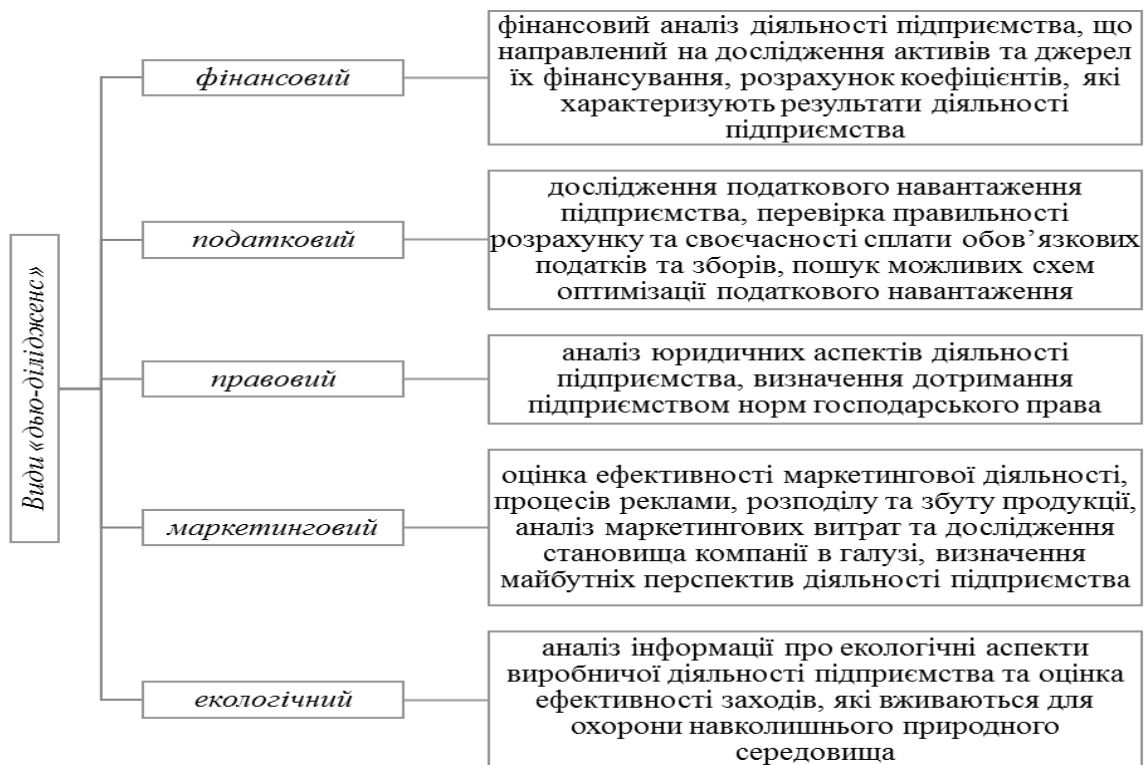 Види «дью-ділідженс»
фінансовий
фінансовий аналіз діяльності підприємства, що
направлений на дослідження активів та джерел
їх фінансування, розрахунок коефіцієнтів, які
характеризують результати діяльності
підприємства
податковий
дослідження податкового навантаження
підприємства, перевірка правильності
розрахунку та своєчасності сплати обов’язкових
податків та зборів, пошук можливих схем
оптимізації податкового навантаження
правовий
аналіз юридичних аспектів діяльності
підприємства, визначення дотримання
підприємством норм господарського права
маркетинговий
оцінка ефективності маркетингової діяльності,
процесів реклами, розподілу та збуту продукції,
аналіз маркетингових витрат та дослідження
становища компанії в галузі, визначення
майбутніх перспектив діяльності підприємства
екологічний
аналіз інформації про екологічні аспекти
виробничої діяльності підприємства та оцінка
ефективності заходів, які вживаються для
охорони навколишнього природного
середовища